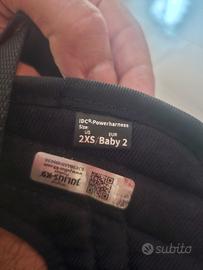 IDC®-Powerharness
Size US EUR
2XS/Baby 2
JULIUS-K9
subito